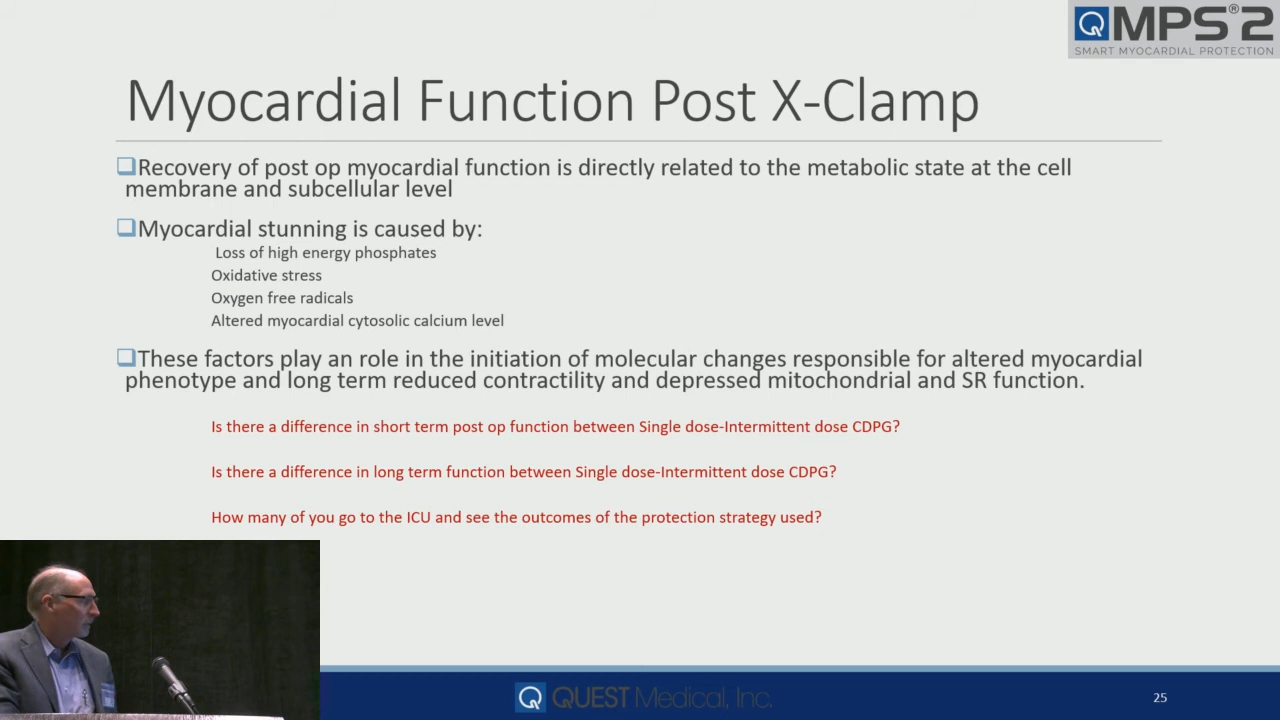 QMPS®2
SMART MYOCARDIAL PROTECTION
Myocardial Function Post X-Clamp
Recovery of post op myocardial function is directly related to the metabolic state at the cell
membrane and subcellular level
Myocardial stunning is caused by:
Loss of high energy phosphates
Oxidative stress
Oxygen free radicals
Altered myocardial cytosolic calcium level
These factors play an role in the initiation of molecular changes responsible for altered myocardial
phenotype and long term reduced contractility and depressed mitochondrial and SR function.
Is there a difference in short term post op function between Single dose-Intermittent dose CDPG?
Is there a difference in long term function between Single dose-Intermittent dose CDPG?
How many of you go to the ICU and see the outcomes of the protection strategy used?
Q QUEST Medical, Inc.
25